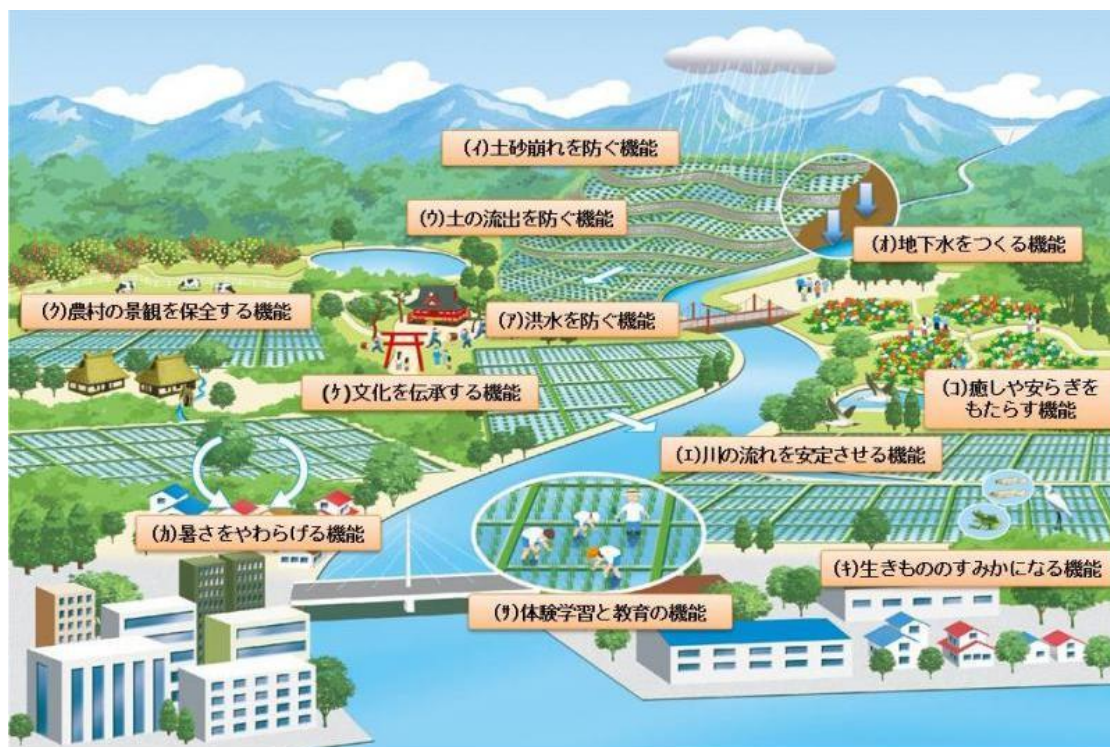 (イ)土砂崩れを防ぐ機能
(ウ)土の流出を防ぐ機能
(オ)地下水をつくる機能
(ク)農村の景観を保全する機能
(ア)洪水を防ぐ機能
(ケ)文化を伝承する機能
(コ)癒しや安らぎを
もたらす機能
(エ)川の流れを安定させる機能
(カ)暑さをやわらげる機能
(キ)生きもののすみかになる機能
(サ)体験学習と教育の機能